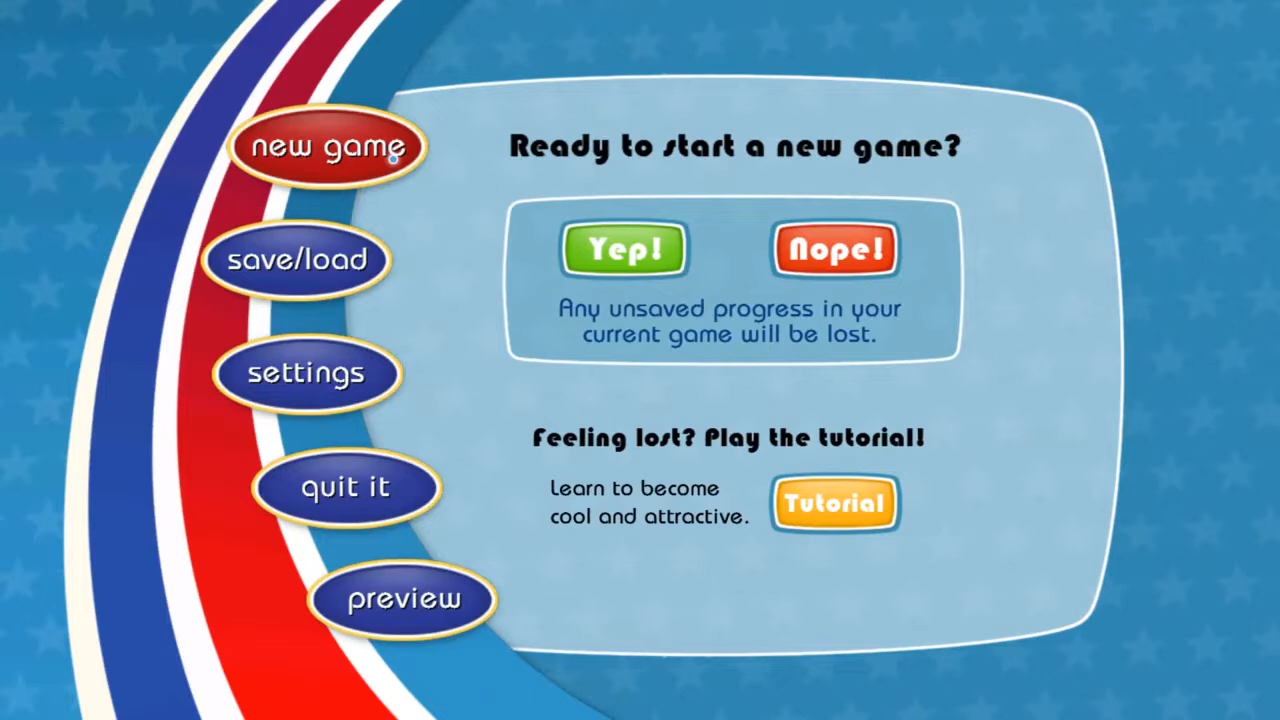 new game
save/load
settings
quit it
preview
Ready to start a new game?
Yep!
Nope!
Any unsaved progress in your
current game will be lost.
Feeling lost? Play the tutorial!
Learn to become
cool and attractive.
Tutorial